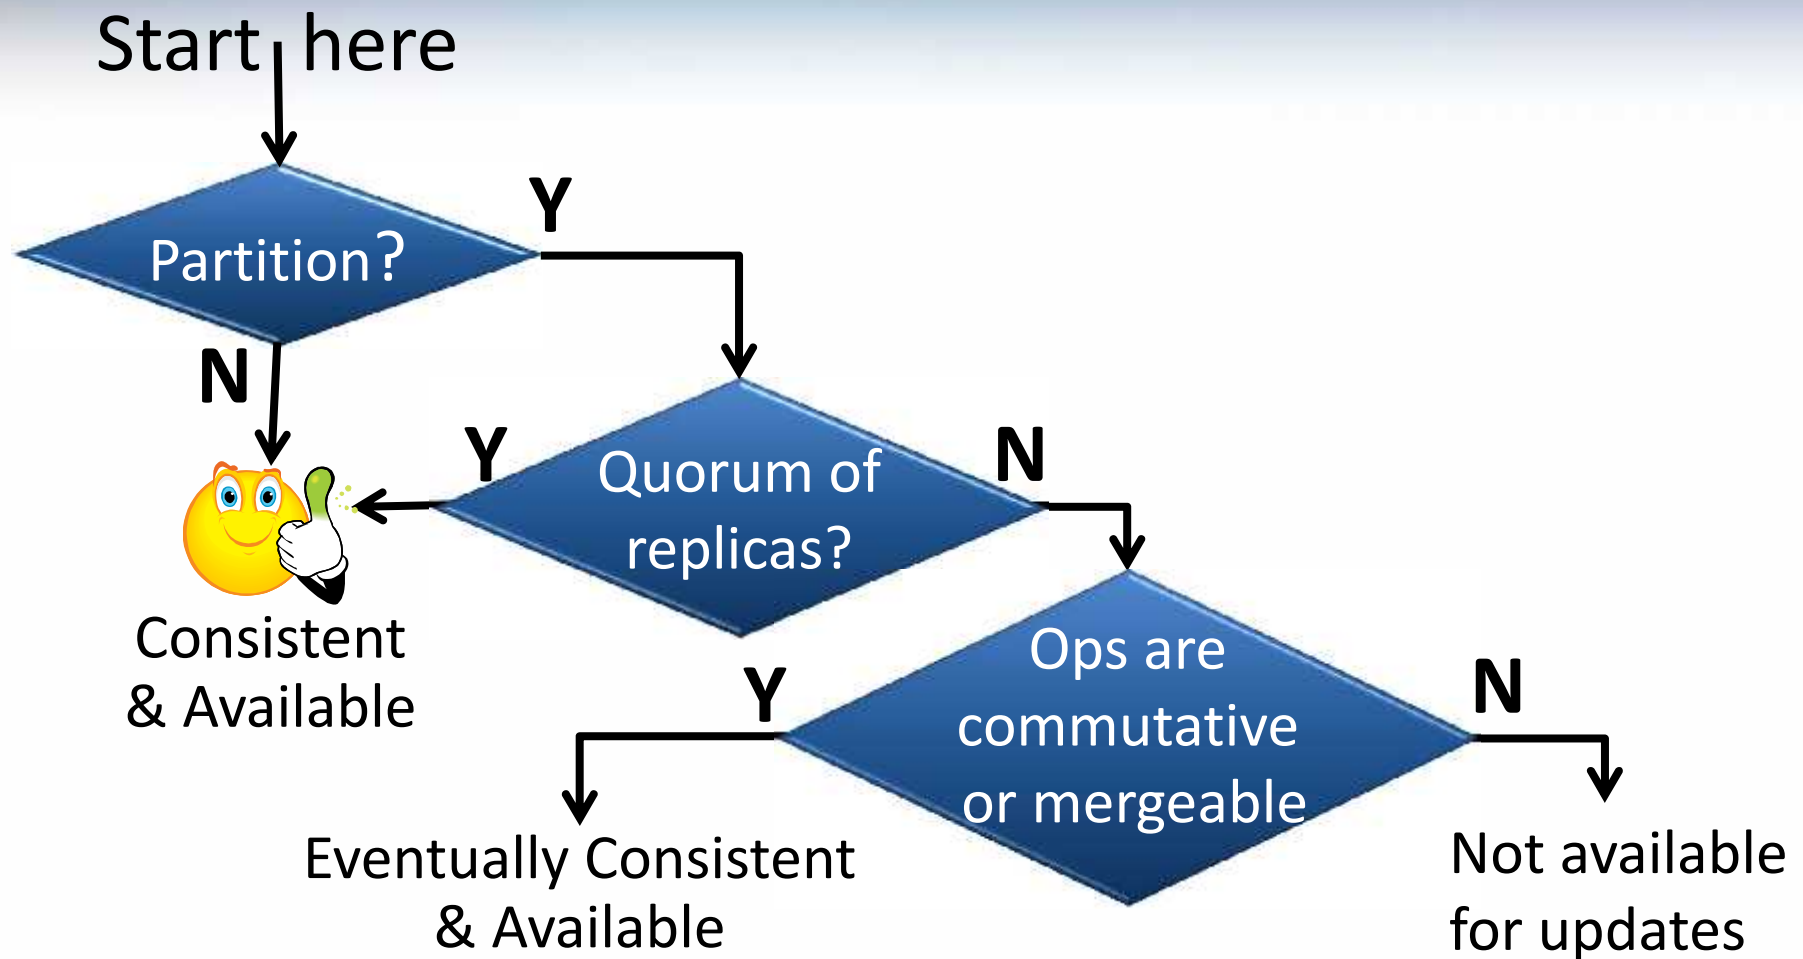 Start here
Partition?
Y
N
Quorum of
replicas?
Y
N
Consistent
& Available
Ops are
commutative
or mergeable
Y
N
Eventually Consistent
& Available
Not available
for updates